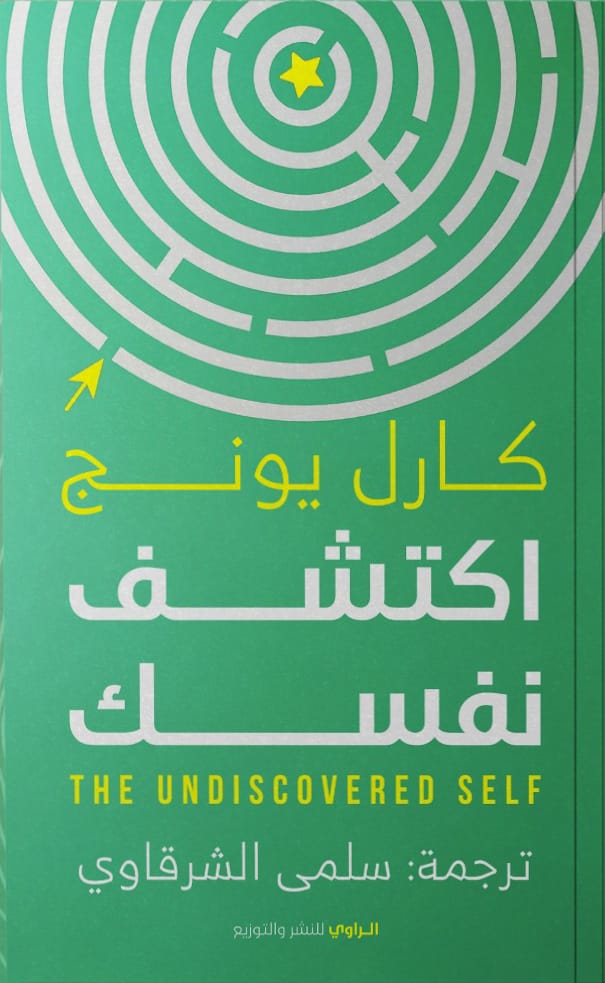 كارل يونج
اكتشف
نفسك
THE UNDISCOVERED SELF
ترجمة: سلمى الشرقاوي
الراوي للنشر والتوزيع